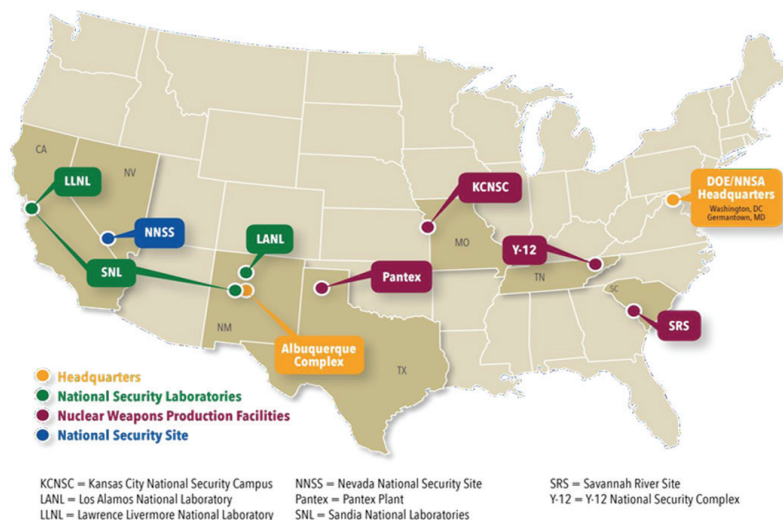 CA
NV
LLNL
NNSS
SNL
LANL
NM
Albuquerque
Complex
Pantex
TX
KCNSC
MO
Y-12
TN
SC
SRS
DOE/NNSA
Headquarters
Washington, DC
Germantown, MD
Headquarters
National Security Laboratories
Nuclear Weapons Production Facilities
National Security Site
KCNSC = Kansas City National Security Campus
LANL = Los Alamos National Laboratory
LLNL = Lawrence Livermore National Laboratory
NNSS = Nevada National Security Site
Pantex = Pantex Plant
SNL = Sandia National Laboratories
SRS = Savannah River Site
Y-12 = Y-12 National Security Complex